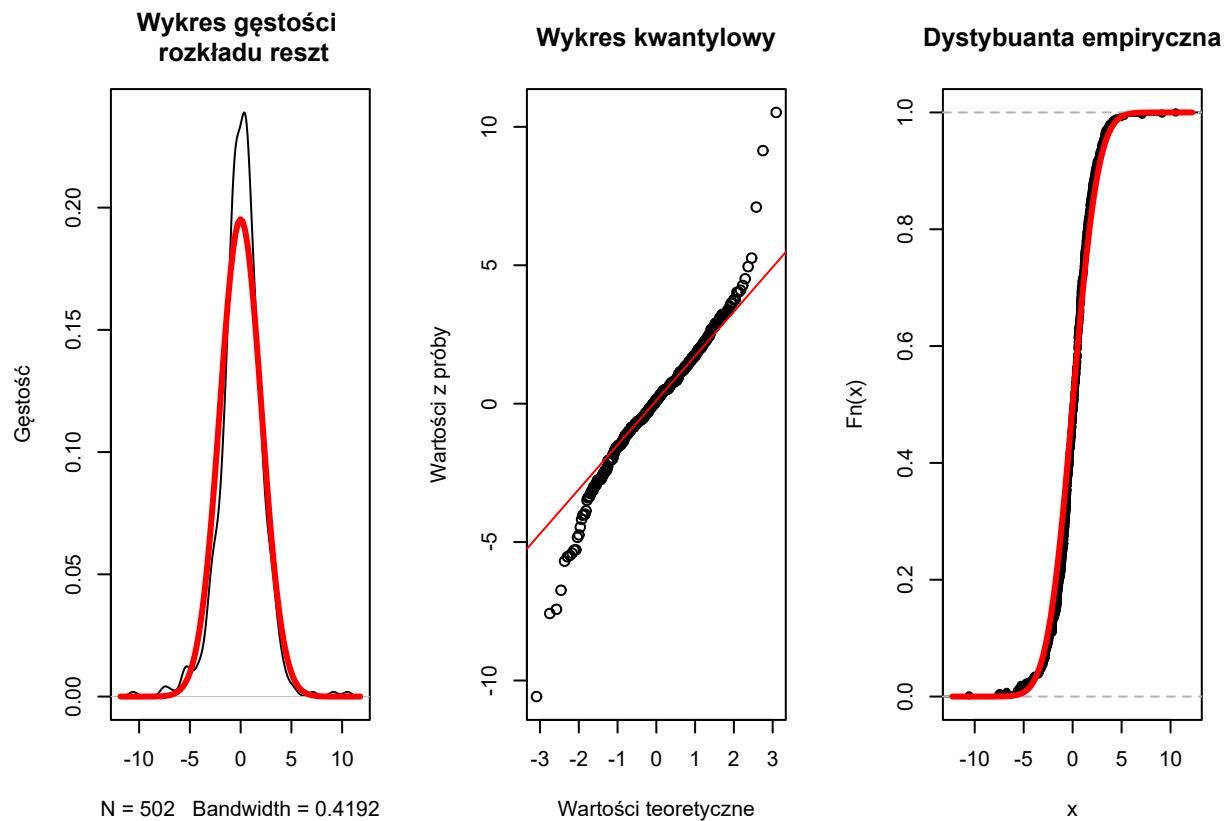 Wykres gęstości
rozkładu reszt
0.00
0.05
0.10
0.15
0.20
Gęstość
-10 -5 0 5 10
N = 502 Bandwidth = 0.4192
Wykres kwantylowy
-10
-5
0
5
10
Wartości z próby
-3 -2 -1 0 1 2 3
Wartości teoretyczne
Dystybuanta empiryczna
0.0
0.2
0.4
0.6
0.8
1.0
Fn(x)
-10 -5 0 5 10
x